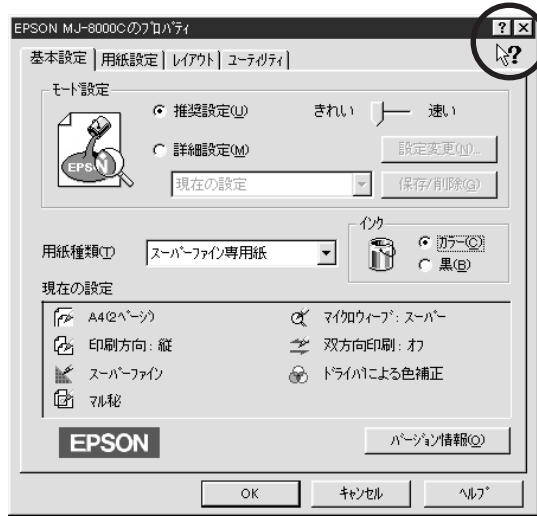 EPSON MJ-8000Cのﾌﾟﾛﾊﾟﾃｨ ? ×
?
基本設定 用紙設定 ﾚｲｱｳﾄ ﾕｰﾃｨﾘﾃｨ
ﾓｰﾄﾞ設定
推奨設定(U) きれい 速い
EPSON
詳細設定(M) 設定変更(N)...
現在の設定 保存/削除(G)
用紙種類(T) スーパーファイン専用紙
ｲﾝｸ
ｶﾗｰ(C)
黒(B)
現在の設定
A4(2ﾍﾟｰｼﾞ) ﾏｲｸﾛｳｨｰﾌﾞ: ｽｰﾊﾟｰ
印刷方向: 縦 双方向印刷: ｵﾌ
ｽｰﾊﾟｰﾌｧｲﾝ ﾄﾞﾗｲﾊﾞによる色補正
ﾏﾙ秘
EPSON ﾊﾞｰｼﾞｮﾝ情報(O)
OK ｷｬﾝｾﾙ ﾍﾙﾌﾟ